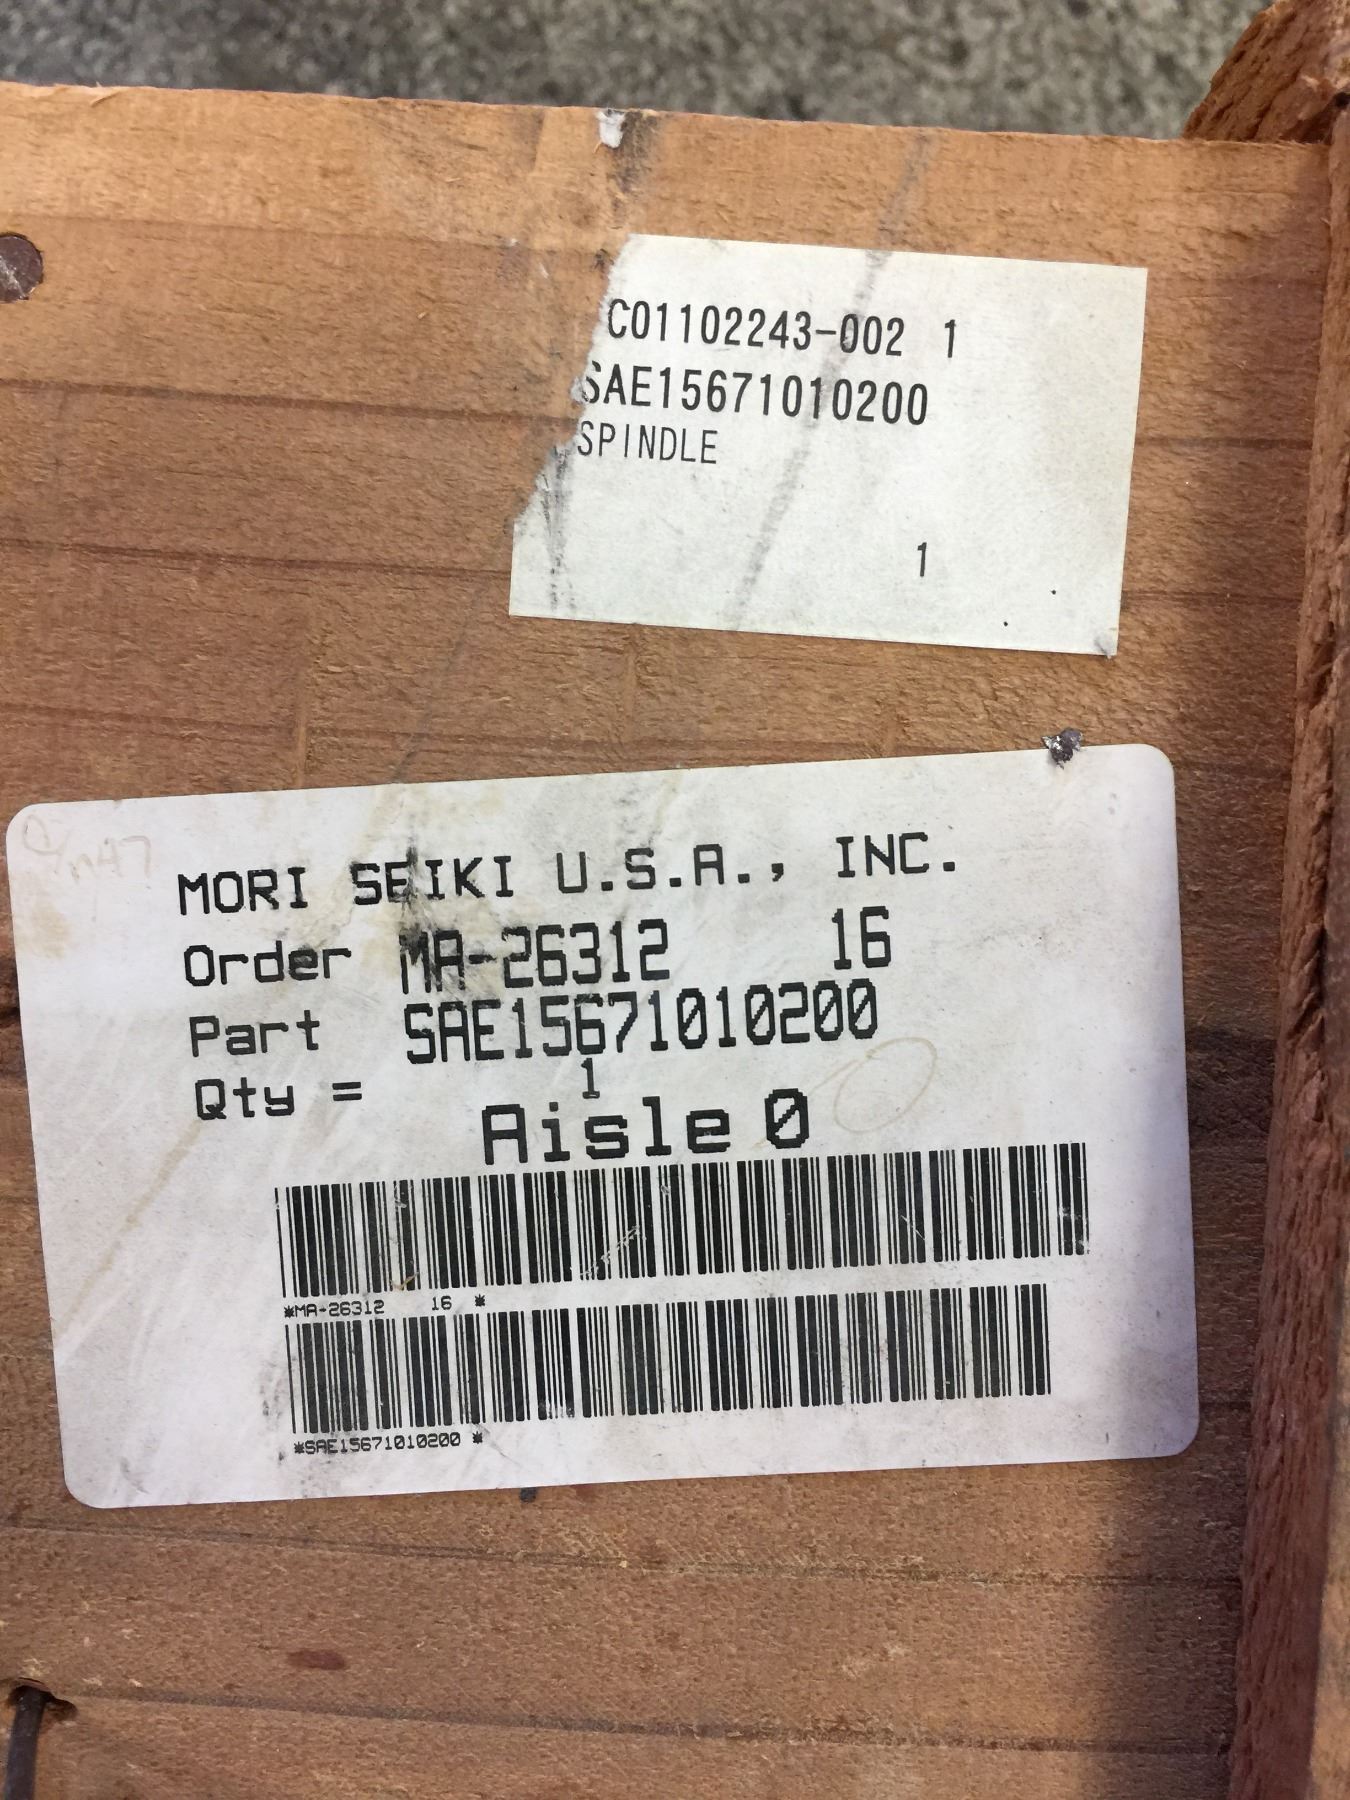 C01102243-002 1
SAE15671010200
SPINDLE
1
MORI SEIKI U.S.A., INC.
Order MA-26312 16
Part SAE15671010200
Qty = 1
Aisle 0
*MA-26312 16 *
*SAE15671010200 *